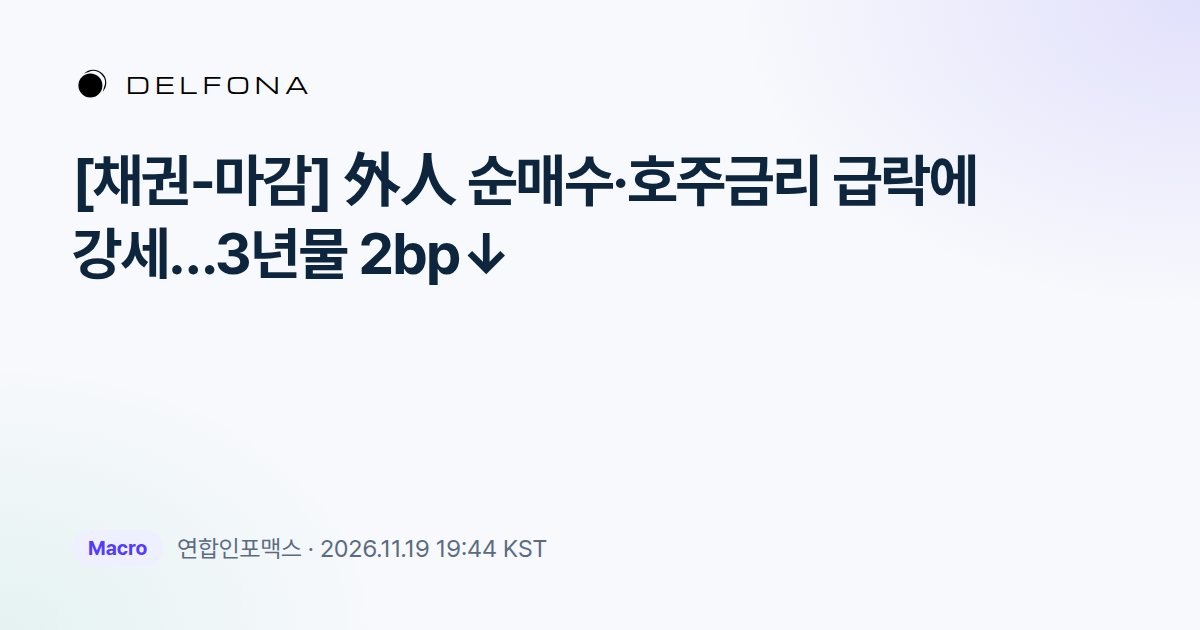 DELFONA
[채권-마감] 外人 순매수·호주금리 급락에
강세…3년물 2bp↓
Macro 연합인포맥스 · 2026.11.19 19:44 KST